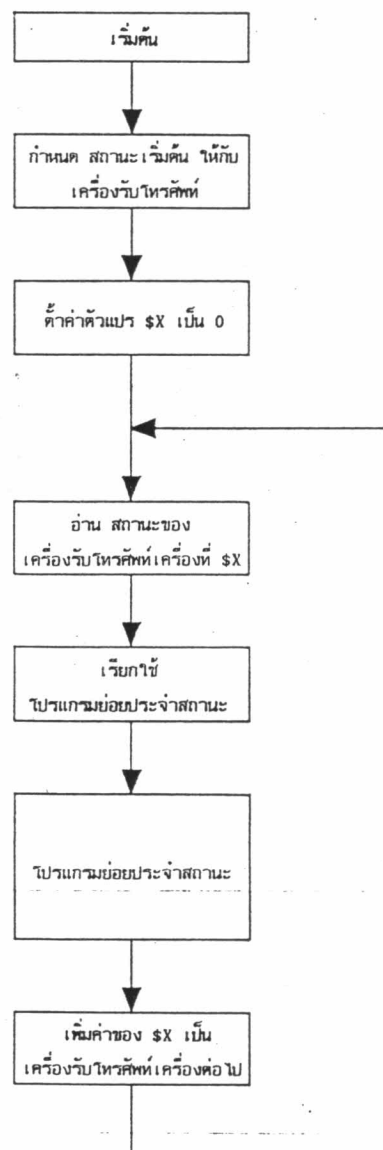 เริ่มต้น
กำหนด สถานะเริ่มต้น ให้กับ
เครื่องรับโทรศัพท์
ตั้าค่าตัวแปร $X เป็น 0
อ่าน สถานะของ
เครื่องรับโทรศัพท์เครื่องที่ $X
เรียกใช้
โปรแกรมย่อยประจำสถานะ
โปรแกรมย่อยประจำสถานะ
เพิ่มค่าของ $X เป็น
เครื่องรับโทรศัพท์เครื่องต่อไป